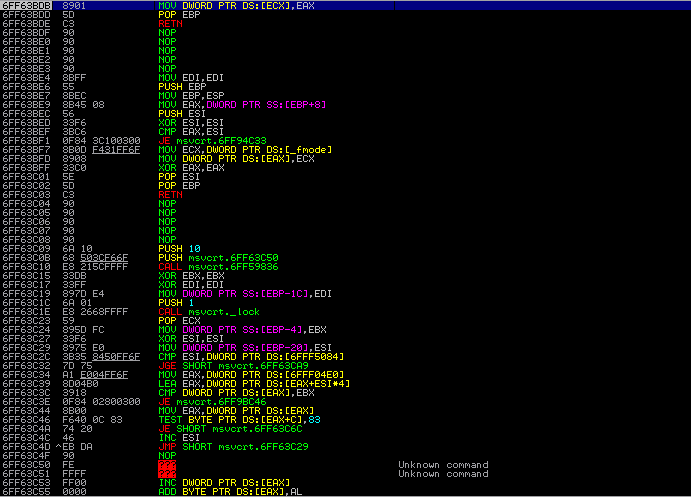 6FF63BDB 8901 MOV DWORD PTR DS:[ECX],EAX
6FF63BDD 5D POP EBP
6FF63BDE C3 RETN
6FF63BDF 90 NOP
6FF63BE0 90 NOP
6FF63BE1 90 NOP
6FF63BE2 90 NOP
6FF63BE3 90 NOP
6FF63BE4 8BFF MOV EDI,EDI
6FF63BE6 55 PUSH EBP
6FF63BE7 8BEC MOV EBP,ESP
6FF63BE9 8B45 08 MOV EAX,DWORD PTR SS:[EBP+8]
6FF63BEC 56 PUSH ESI
6FF63BED 33F6 XOR ESI,ESI
6FF63BEF 3BC6 CMP EAX,ESI
6FF63BF1 0F84 3C100300 JE msvcrt.6FF94C33
6FF63BF7 8B0D F431FF6F MOV ECX,DWORD PTR DS:[_fmode]
6FF63BFD 8908 MOV DWORD PTR DS:[EAX],ECX
6FF63BFF 33C0 XOR EAX,EAX
6FF63C01 5E POP ESI
6FF63C02 5D POP EBP
6FF63C03 C3 RETN
6FF63C04 90 NOP
6FF63C05 90 NOP
6FF63C06 90 NOP
6FF63C07 90 NOP
6FF63C08 90 NOP
6FF63C09 6A 10 PUSH 10
6FF63C0B 68 503CF66F PUSH msvcrt.6FF63C50
6FF63C10 E8 215CFFFF CALL msvcrt.6FF59836
6FF63C15 33DB XOR EBX,EBX
6FF63C17 33FF XOR EDI,EDI
6FF63C19 897D E4 MOV DWORD PTR SS:[EBP-1C],EDI
6FF63C1C 6A 01 PUSH 1
6FF63C1E E8 2668FFFF CALL msvcrt._lock
6FF63C23 59 POP ECX
6FF63C24 895D FC MOV DWORD PTR SS:[EBP-4],EBX
6FF63C27 33F6 XOR ESI,ESI
6FF63C29 8975 E0 MOV DWORD PTR SS:[EBP-20],ESI
6FF63C2C 3B35 8450FF6F CMP ESI,DWORD PTR DS:[6FFF5084]
6FF63C32 7D 75 JGE SHORT msvcrt.6FF63CA9
6FF63C34 A1 E004FF6F MOV EAX,DWORD PTR DS:[6FFF04E0]
6FF63C39 8D04B0 LEA EAX,DWORD PTR DS:[EAX+ESI*4]
6FF63C3C 3918 CMP DWORD PTR DS:[EAX],EBX
6FF63C3E 0F84 02800300 JE msvcrt.6FF9BC46
6FF63C44 8B00 MOV EAX,DWORD PTR DS:[EAX]
6FF63C46 F640 0C 83 TEST BYTE PTR DS:[EAX+C],83
6FF63C4A 74 20 JE SHORT msvcrt.6FF63C6C
6FF63C4C 46 INC ESI
6FF63C4D ^EB DA JMP SHORT msvcrt.6FF63C29
6FF63C4F 90 NOP
6FF63C50 FE ??? Unknown command
6FF63C51 FFFF ??? Unknown command
6FF63C53 FF00 INC DWORD PTR DS:[EAX]
6FF63C55 0000 ADD BYTE PTR DS:[EAX],AL